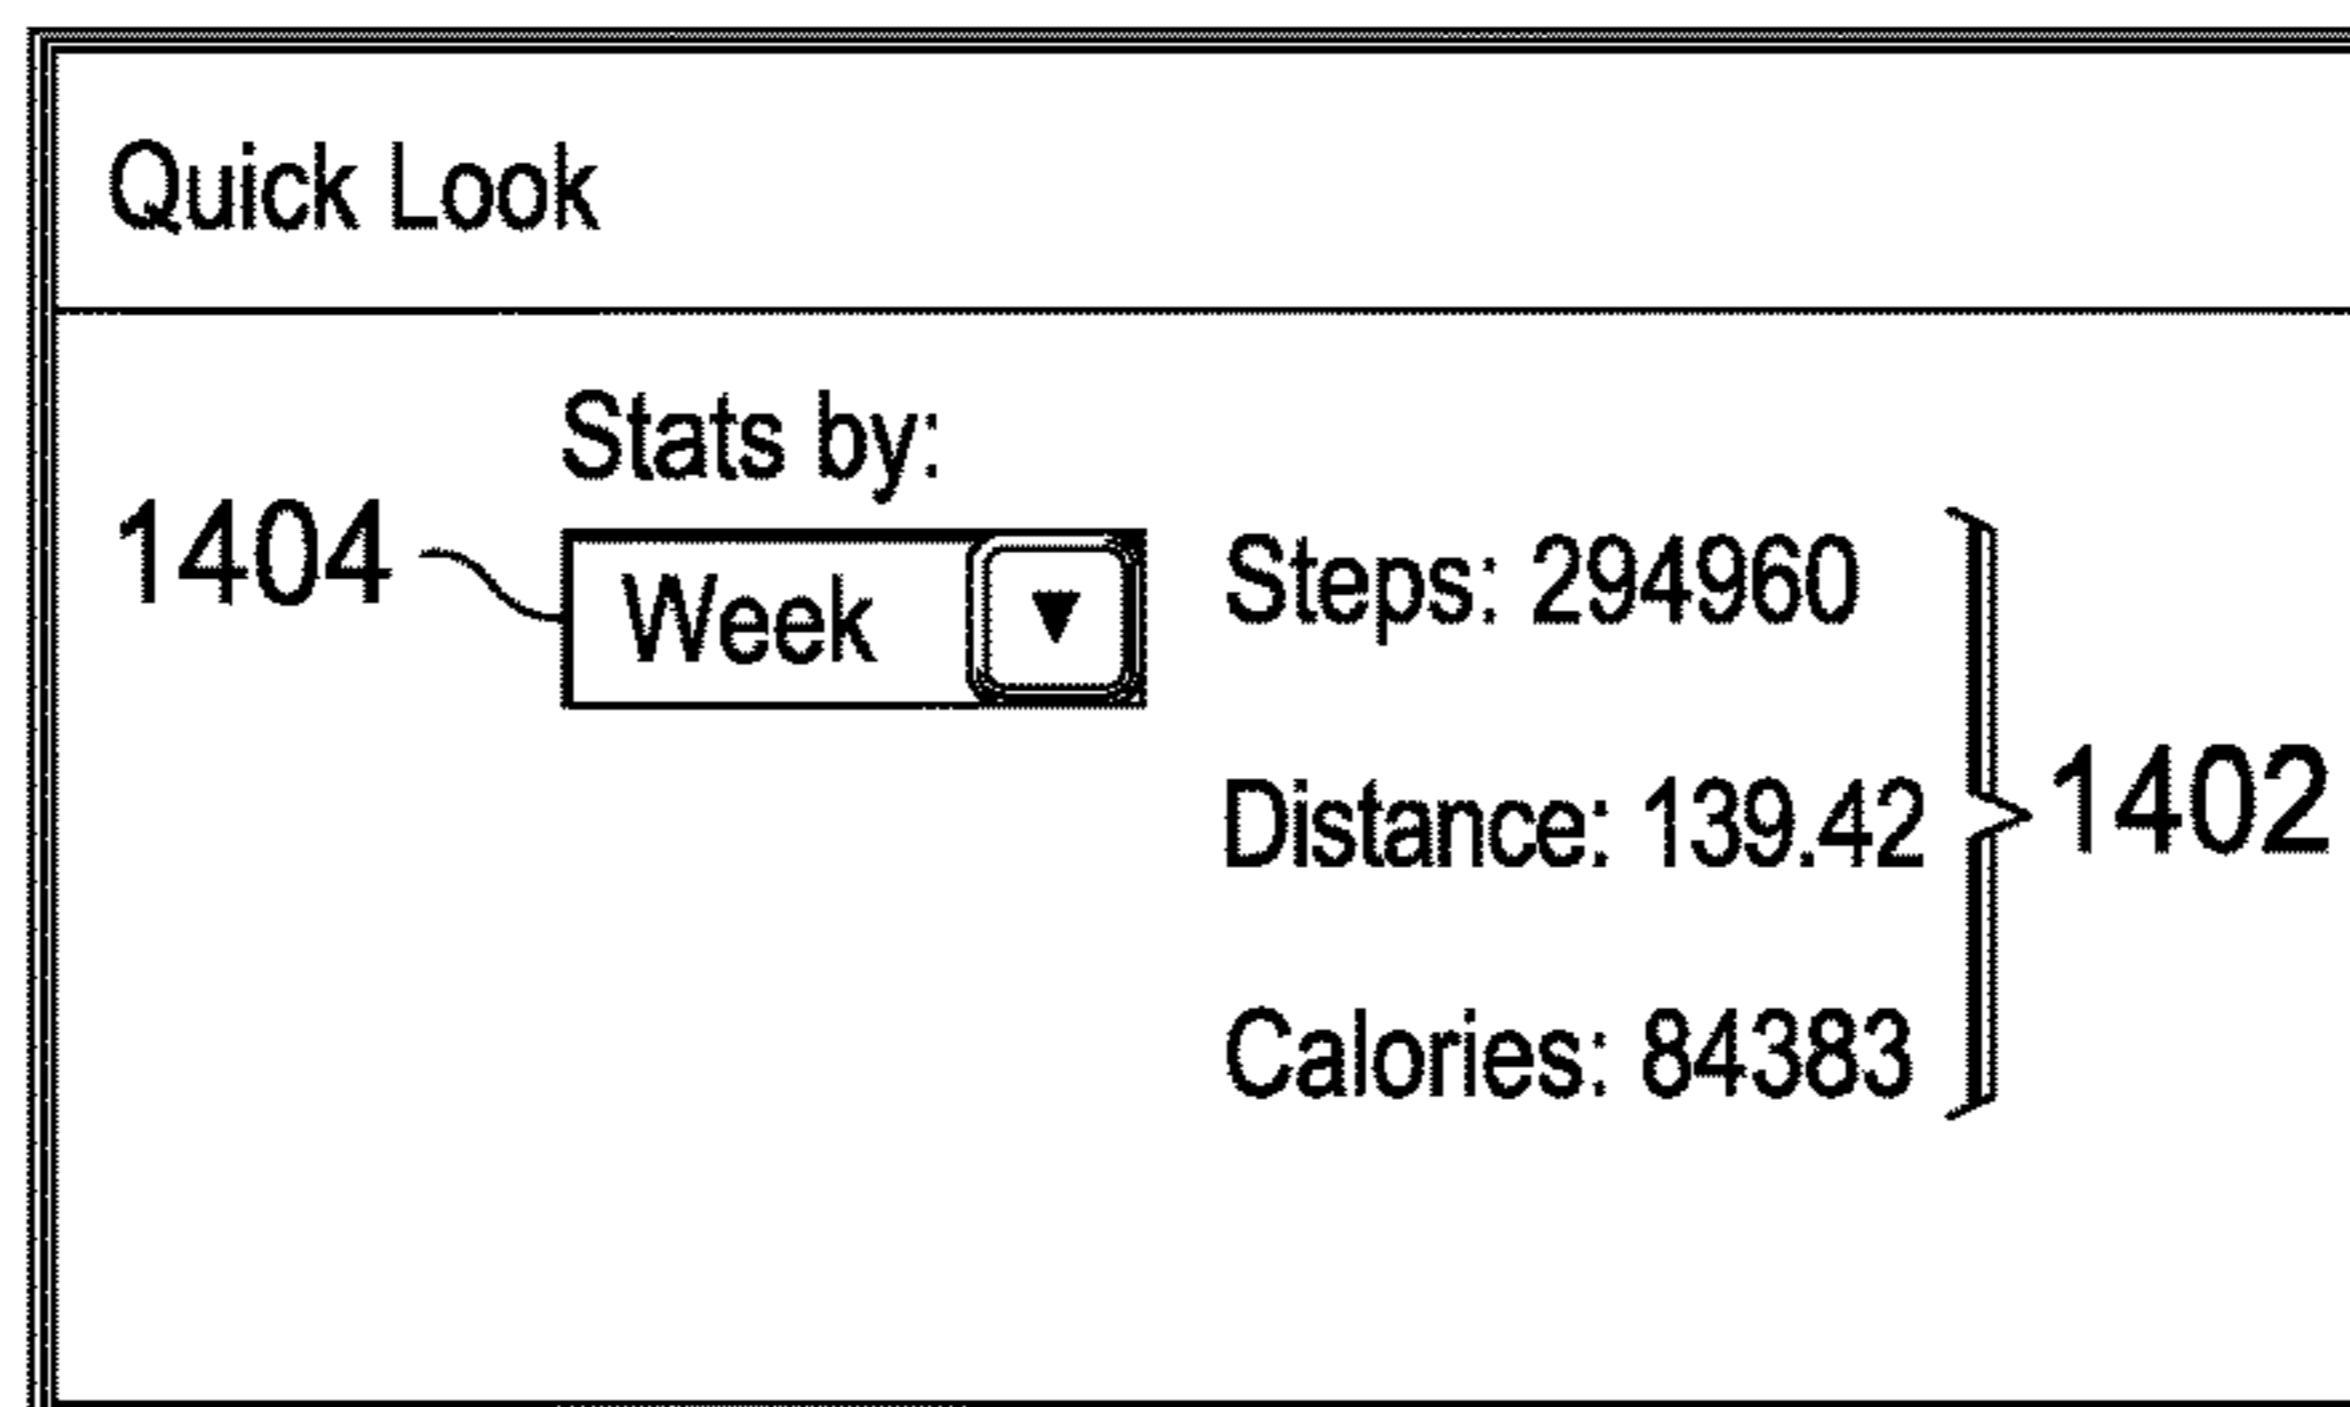 Quick Look
Stats by:
1404
Week
Steps: 294960
Distance: 139.42
1402
Calories: 84383